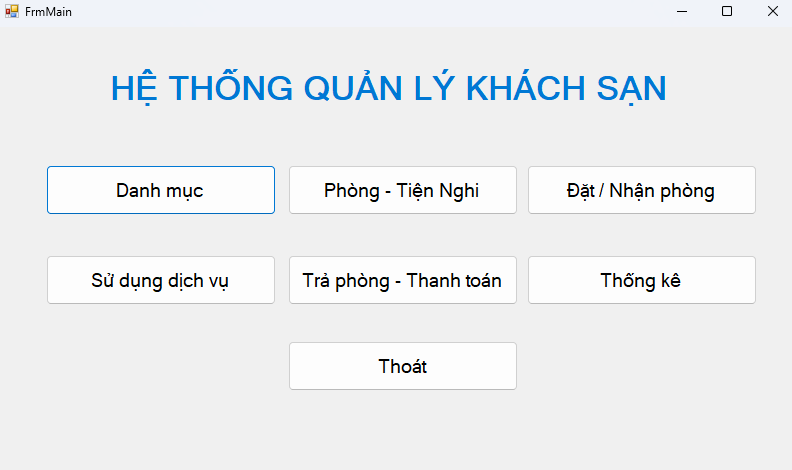 FrmMain
HỆ THỐNG QUẢN LÝ KHÁCH SẠN
Danh mục
Phòng - Tiện Nghi
Đặt / Nhận phòng
Sử dụng dịch vụ
Trả phòng - Thanh toán
Thống kê
Thoát